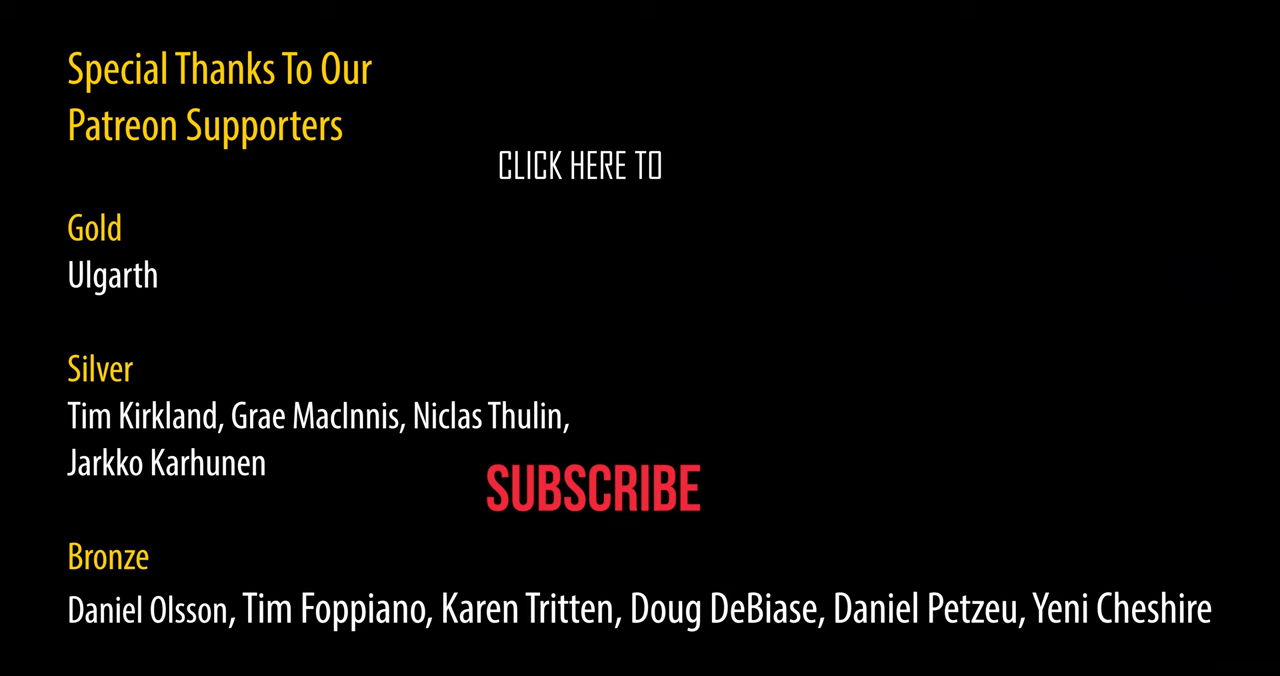 Special Thanks To Our
Patreon Supporters
CLICK HERE TO
Gold
Ulgarth
Silver
Tim Kirkland, Grae MacInnis, Niclas Thulin,
Jarkko Karhunen
SUBSCRIBE
Bronze
Daniel Olsson, Tim Foppiano, Karen Tritten, Doug DeBiase, Daniel Petzeu, Yeni Cheshire